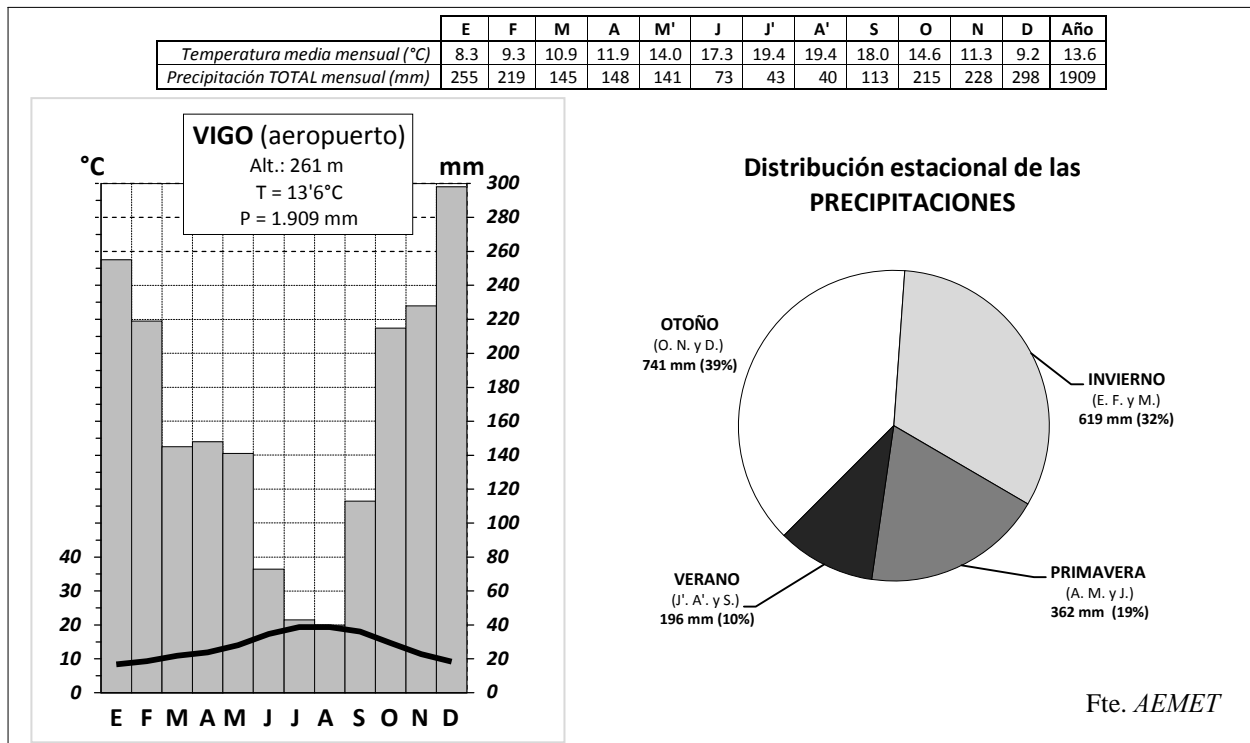 E F M A M' J J' A' S O N D Año
Temperatura media mensual (°C) 8.3 9.3 10.9 11.9 14.0 17.3 19.4 19.4 18.0 14.6 11.3 9.2 13.6
Precipitación TOTAL mensual (mm) 255 219 145 148 141 73 43 40 113 215 228 298 1909
VIGO (aeropuerto)
Alt.: 261 m
T = 13'6°C
P = 1.909 mm
°C
mm
300
280
260
240
220
200
180
160
140
120
100
40 80
30 60
20 40
10 20
0 0
E F M A M J J A S O N D
Distribución estacional de las
PRECIPITACIONES
OTOÑO
(O. N. y D.)
741 mm (39%)
INVIERNO
(E. F. y M.)
619 mm (32%)
VERANO
(J'. A'. y S.)
196 mm (10%)
PRIMAVERA
(A. M. y J.)
362 mm (19%)
Fte. AEMET